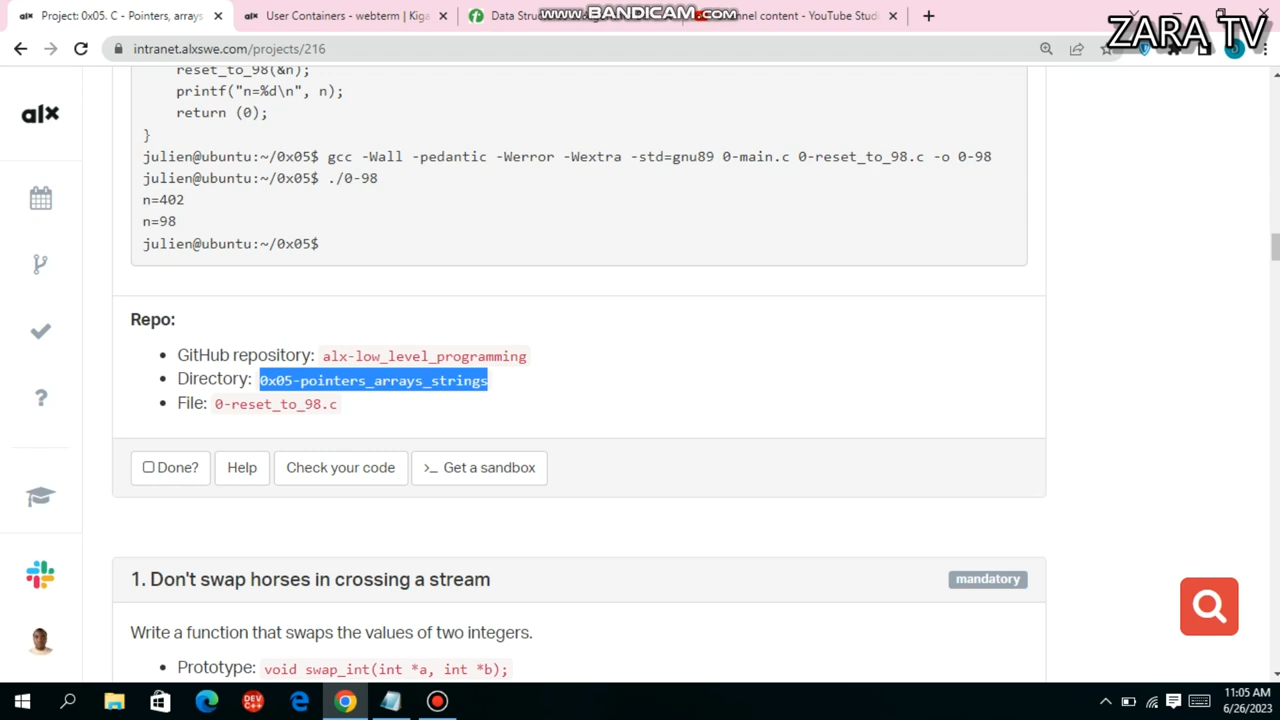 Project: 0x05. C - Pointers, arrays
User Containers - webterm | Kiga
Data Struc
www.BANDICAM.com
nnel content - YouTube Studi
ZARA TV
intranet.alxswe.com/projects/216
alx
reset_to_98(&n);
printf("n=%d\n", n);
return (0);
}
julien@ubuntu:~/0x05$ gcc -Wall -pedantic -Werror -Wextra -std=gnu89 0-main.c 0-reset_to_98.c -o 0-98
julien@ubuntu:~/0x05$ ./0-98
n=402
n=98
julien@ubuntu:~/0x05$
Repo:
• GitHub repository: alx-low_level_programming
• Directory: 0x05-pointers_arrays_strings
• File: 0-reset_to_98.c
Done? Help Check your code >_ Get a sandbox
1. Don't swap horses in crossing a stream
mandatory
Write a function that swaps the values of two integers.
• Prototype: void swap_int(int *a, int *b);
DEV C++
11:05 AM
6/26/2023